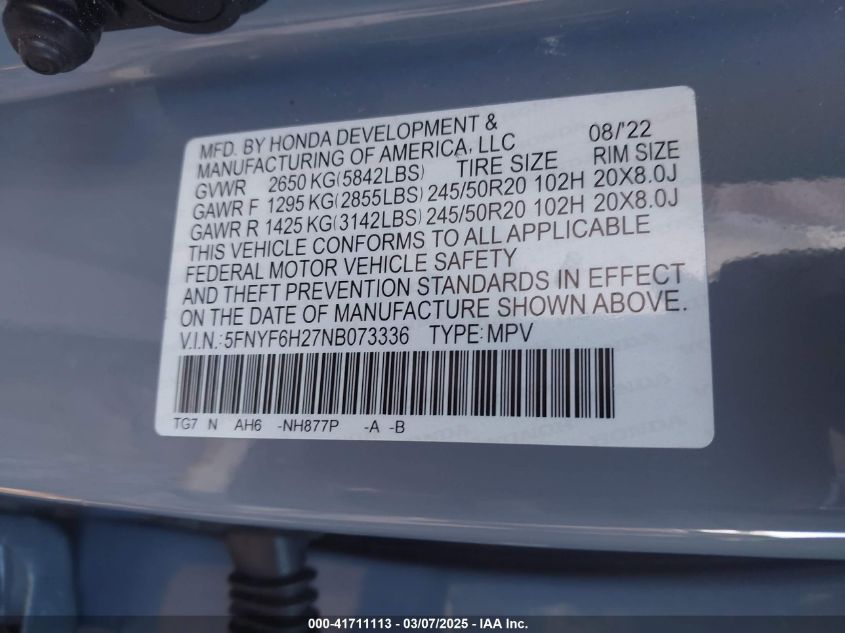 MFD. BY HONDA DEVELOPMENT & 08/'22
MANUFACTURING OF AMERICA, LLC TIRE SIZE RIM SIZE
GVWR 2650 KG(5842LBS)
GAWR F 1295 KG(2855LBS) 245/50R20 102H 20X8.0J
GAWR R 1425 KG(3142LBS) 245/50R20 102H 20X8.0J
THIS VEHICLE CONFORMS TO ALL APPLICABLE
FEDERAL MOTOR VEHICLE SAFETY
AND THEFT PREVENTION STANDARDS IN EFFECT
ON THE DATE OF MANUFACTURE SHOWN ABOVE.
V.I.N.: 5FNYF6H27NB073336 TYPE: MPV
TG7 N AH6 -NH877P -A -B
000-41711113 — 03/07/2025 — IAA Inc.